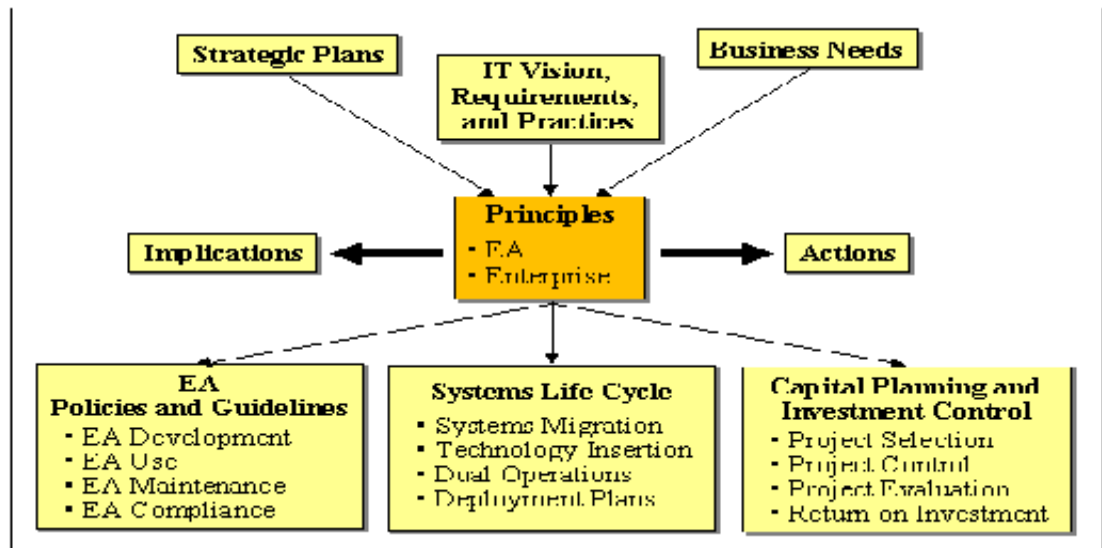 Strategic Plans
IT Vision,
Requirements,
and Practices
Business Needs
Principles
• EA
• Enterprise
Implications
Actions
EA
Policies and Guidelines
• EA Development
• EA Use
• EA Maintenance
• EA Compliance
Systems Life Cycle
• Systems Migration
• Technology Insertion
• Dual Operations
• Deployment Plans
Capital Planning and
Investment Control
• Project Selection
• Project Control
• Project Evaluation
• Return on Investment